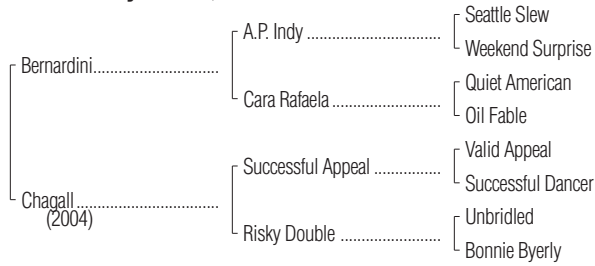 Seattle Slew
A.P. Indy ..............................
Weekend Surprise
Bernardini............................
Quiet American
Cara Rafaela ........................
Oil Fable
Valid Appeal
Successful Appeal ...............
Successful Dancer
Chagall................................
(2004)
Unbridled
Risky Double ......................
Bonnie Byerly